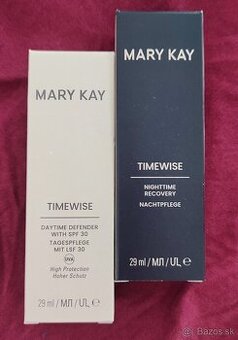 MARY KAY
TIMEWISE
DAYTIME DEFENDER
WITH SPF 30
TAGESPFLEGE
MIT LSF 30
UVA
High Protection
Hoher Schutz
29 ml / МЛ / UL ℮
MARY KAY
TIMEWISE
NIGHTTIME
RECOVERY
NACHTPFLEGE
29 ml / МЛ / UL ℮
bazos.sk